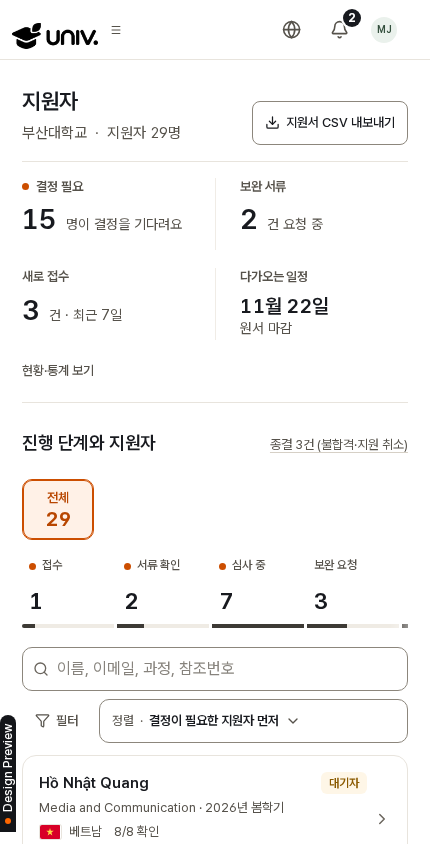 UNIV.
2
MJ
지원자
부산대학교 · 지원자 29명
지원서 CSV 내보내기
결정 필요
15 명이 결정을 기다려요
보완 서류
2 건 요청 중
새로 접수
3 건 · 최근 7일
다가오는 일정
11월 22일
원서 마감
현황·통계 보기
진행 단계와 지원자
종결 3건 (불합격·지원 취소)
전체
29
접수
1
서류 확인
2
심사 중
7
보완 요청
3
이름, 이메일, 과정, 참조번호
필터
정렬 · 결정이 필요한 지원자 먼저
Design Preview
Hồ Nhật Quang
대기자
Media and Communication · 2026년 봄학기
베트남 8/8 확인